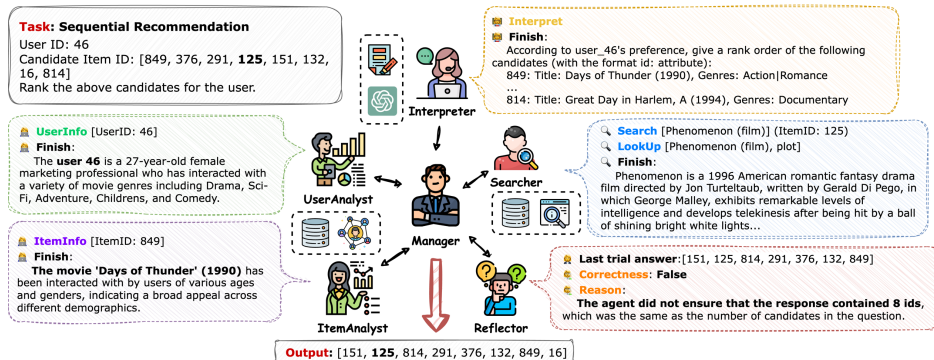 Task: Sequential Recommendation
User ID: 46
Candidate Item ID: [849, 376, 291, 125, 151, 132,
16, 814]
Rank the above candidates for the user.
Interpreter
Interpret
Finish:
According to user_46's preference, give a rank order of the following
candidates (with the format id: attribute):
849: Title: Days of Thunder (1990), Genres: Action|Romance
...
814: Title: Great Day in Harlem, A (1994), Genres: Documentary
UserInfo [UserID: 46]
Finish:
The user 46 is a 27-year-old female
marketing professional who has interacted with
a variety of movie genres including Drama, Sci-
Fi, Adventure, Childrens, and Comedy.
UserAnalyst
Searcher
Search [Phenomenon (film)] (ItemID: 125)
LookUp [Phenomenon (film), plot]
Finish:
Phenomenon is a 1996 American romantic fantasy drama
film directed by Jon Turteltaub, written by Gerald Di Pego, in
which George Malley, exhibits remarkable levels of
intelligence and develops telekinesis after being hit by a ball
of shining bright white lights...
Manager
ItemInfo [ItemID: 849]
Finish:
The movie 'Days of Thunder' (1990) has
been interacted with by users of various ages
and genders, indicating a broad appeal across
different demographics.
ItemAnalyst
Reflector
Last trial answer:[151, 125, 814, 291, 376, 132, 849]
Correctness: False
Reason:
The agent did not ensure that the response contained 8 ids,
which was the same as the number of candidates in the question.
Output: [151, 125, 814, 291, 376, 132, 849, 16]